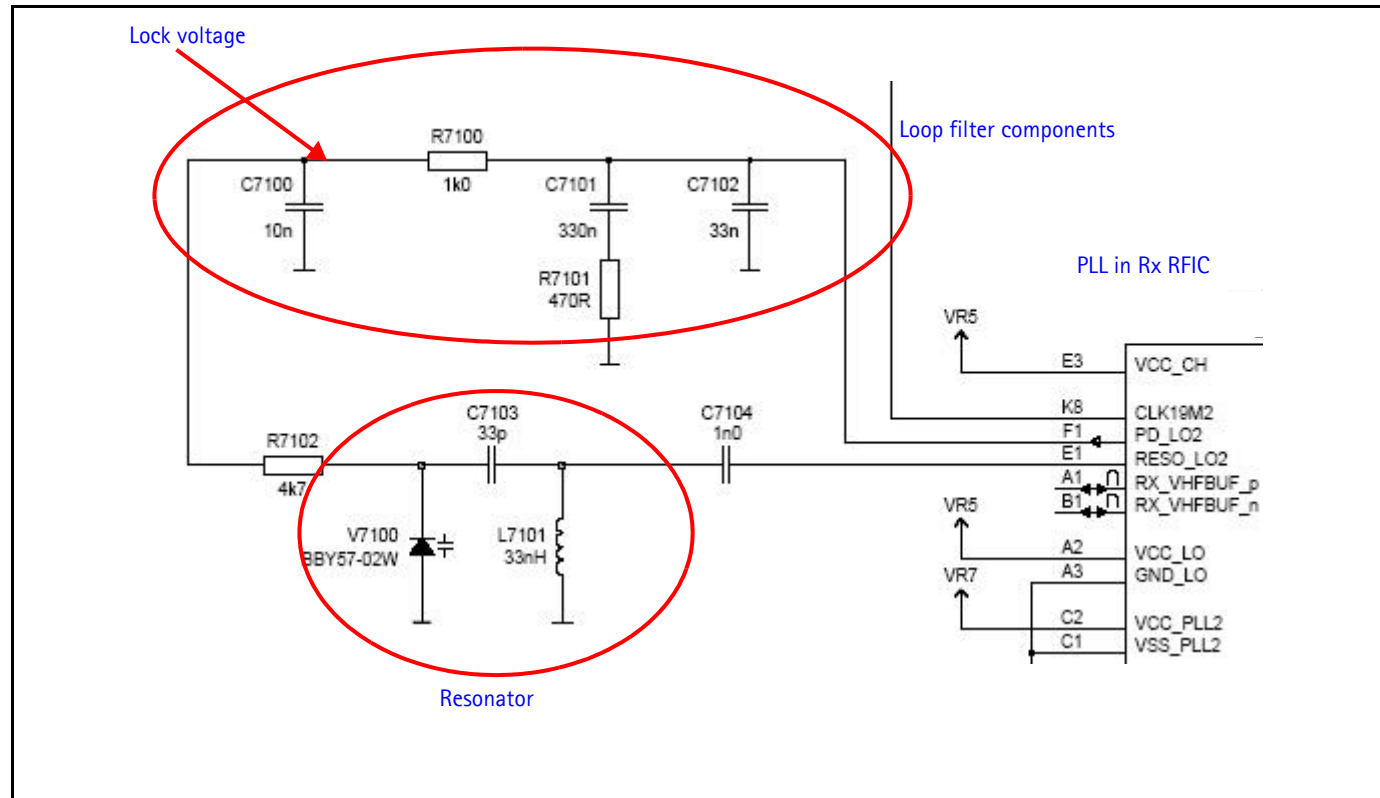 Lock voltage
Loop filter components
R7100
1k0
C7100
10n
C7101
330n
C7102
33n
R7101
470R
PLL in Rx RFIC
VR5
E3 VCC_CH
K8 CLK19M2
F1 PD_LO2
E1 RESO_LO2
A1 RX_VHFBUF_p
B1 RX_VHFBUF_n
VR5
A2 VCC_LO
A3 GND_LO
VR7
C2 VCC_PLL2
C1 VSS_PLL2
C7103
33p
C7104
1n0
R7102
4k7
V7100
BBY57-02W
L7101
33nH
Resonator